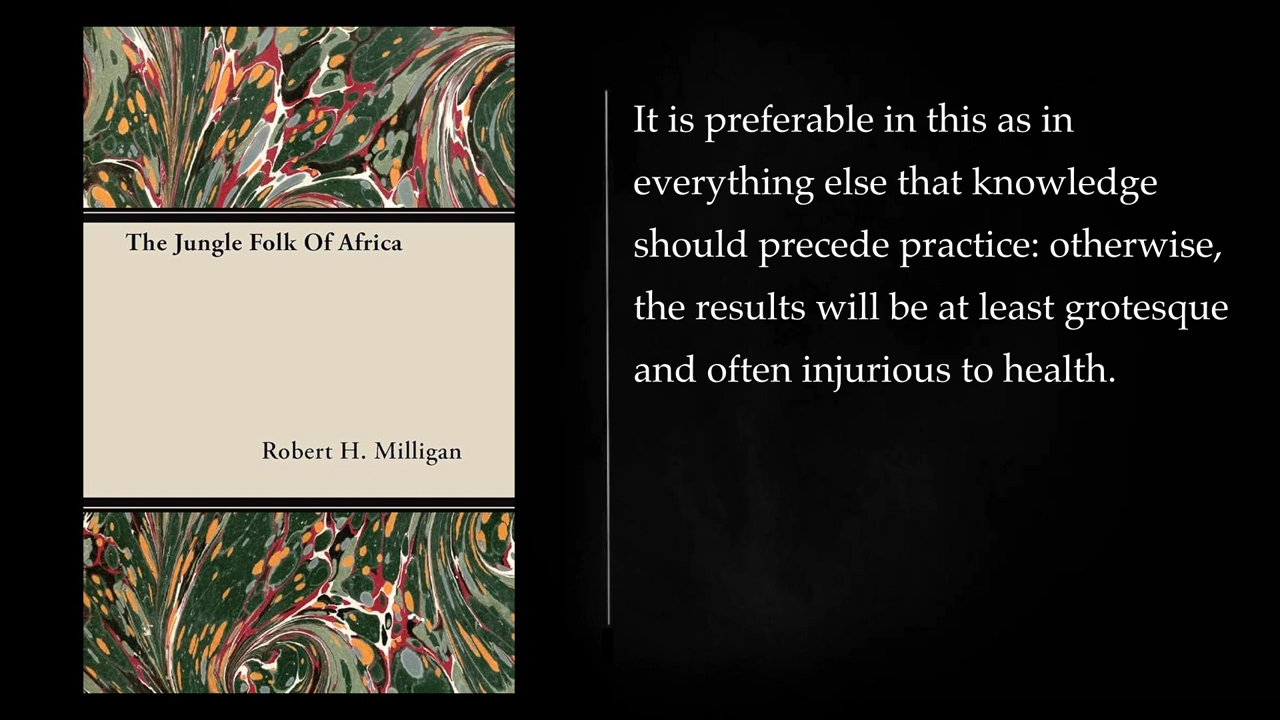 The Jungle Folk Of Africa
Robert H. Milligan
It is preferable in this as in
everything else that knowledge
should precede practice: otherwise,
the results will be at least grotesque
and often injurious to health.